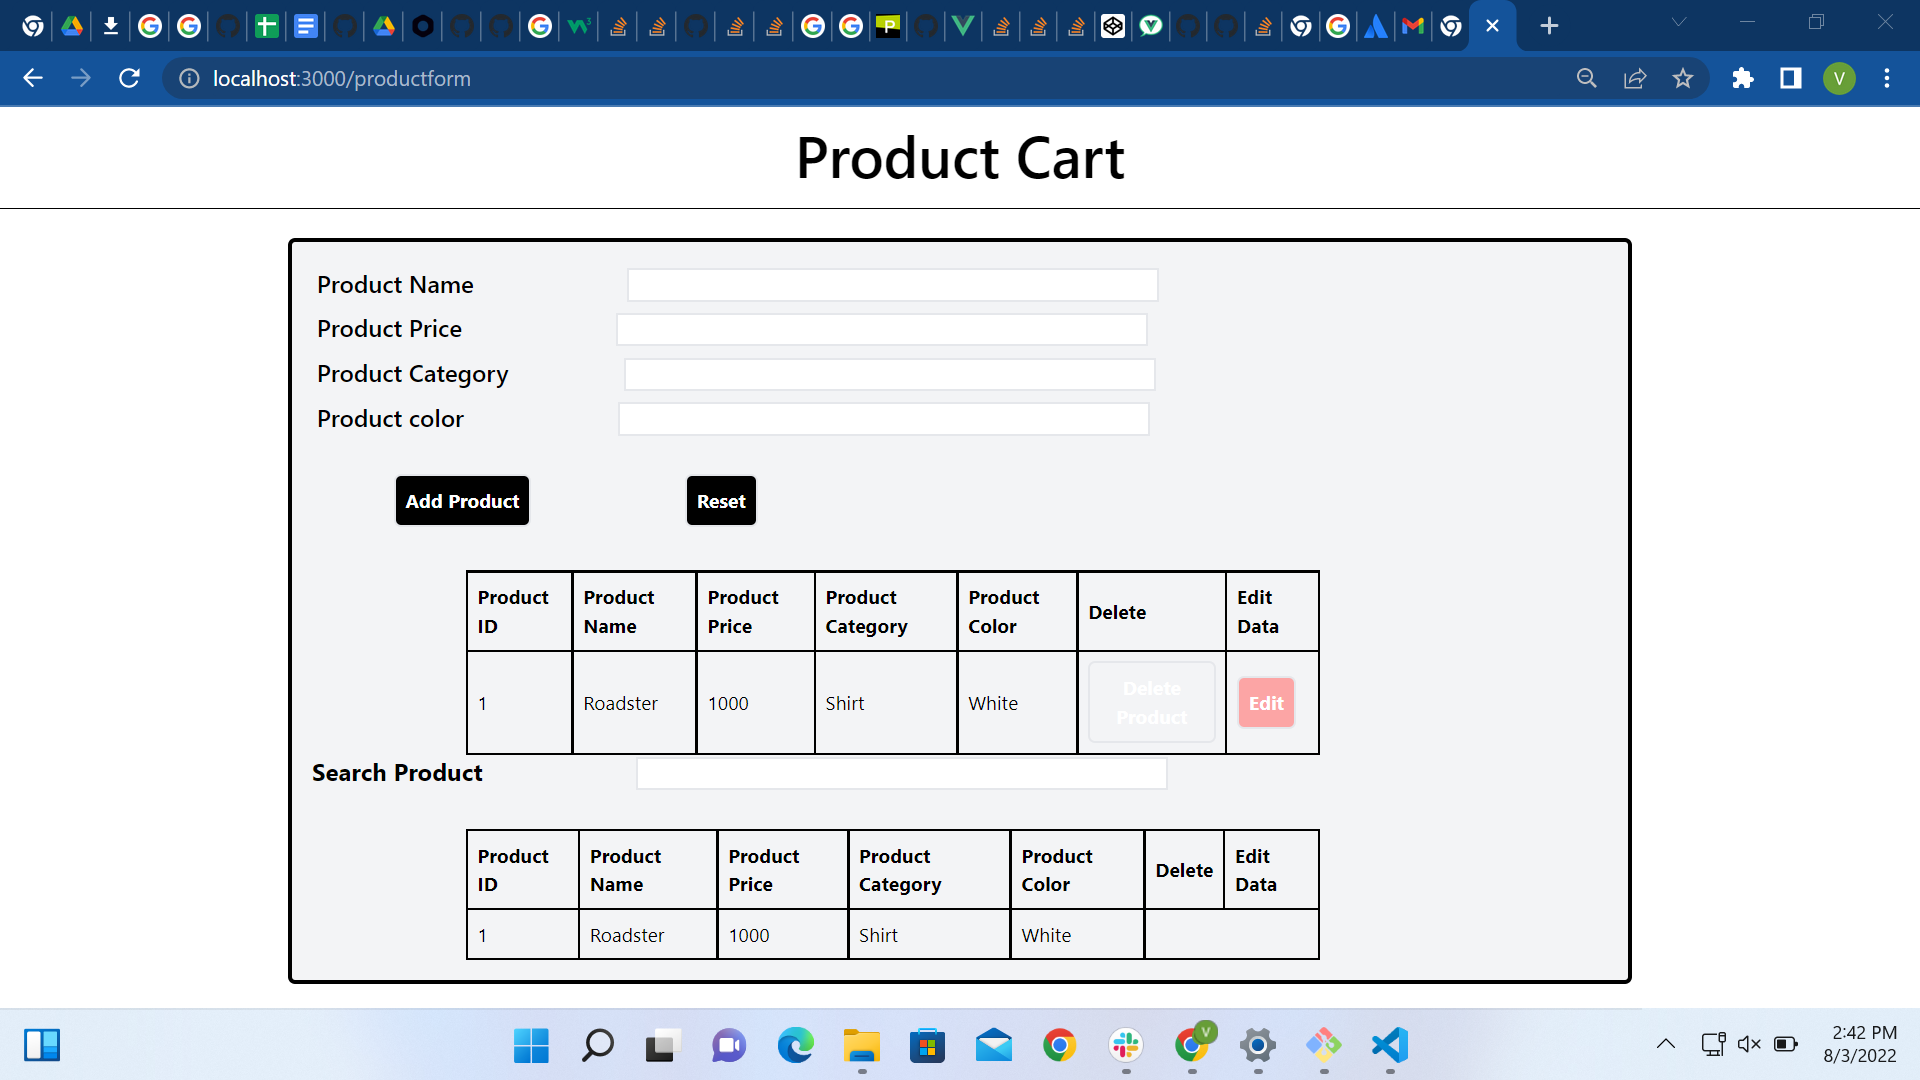 localhost:3000/productform
V
Product Cart
Product Name
Product Price
Product Category
Product color
Add Product Reset
Product ID Product Name Product Price Product Category Product Color Delete Edit Data
1 Roadster 1000 Shirt White Delete Product Edit
Search Product
Product ID Product Name Product Price Product Category Product Color Delete Edit Data
1 Roadster 1000 Shirt White
V
2:42 PM
8/3/2022